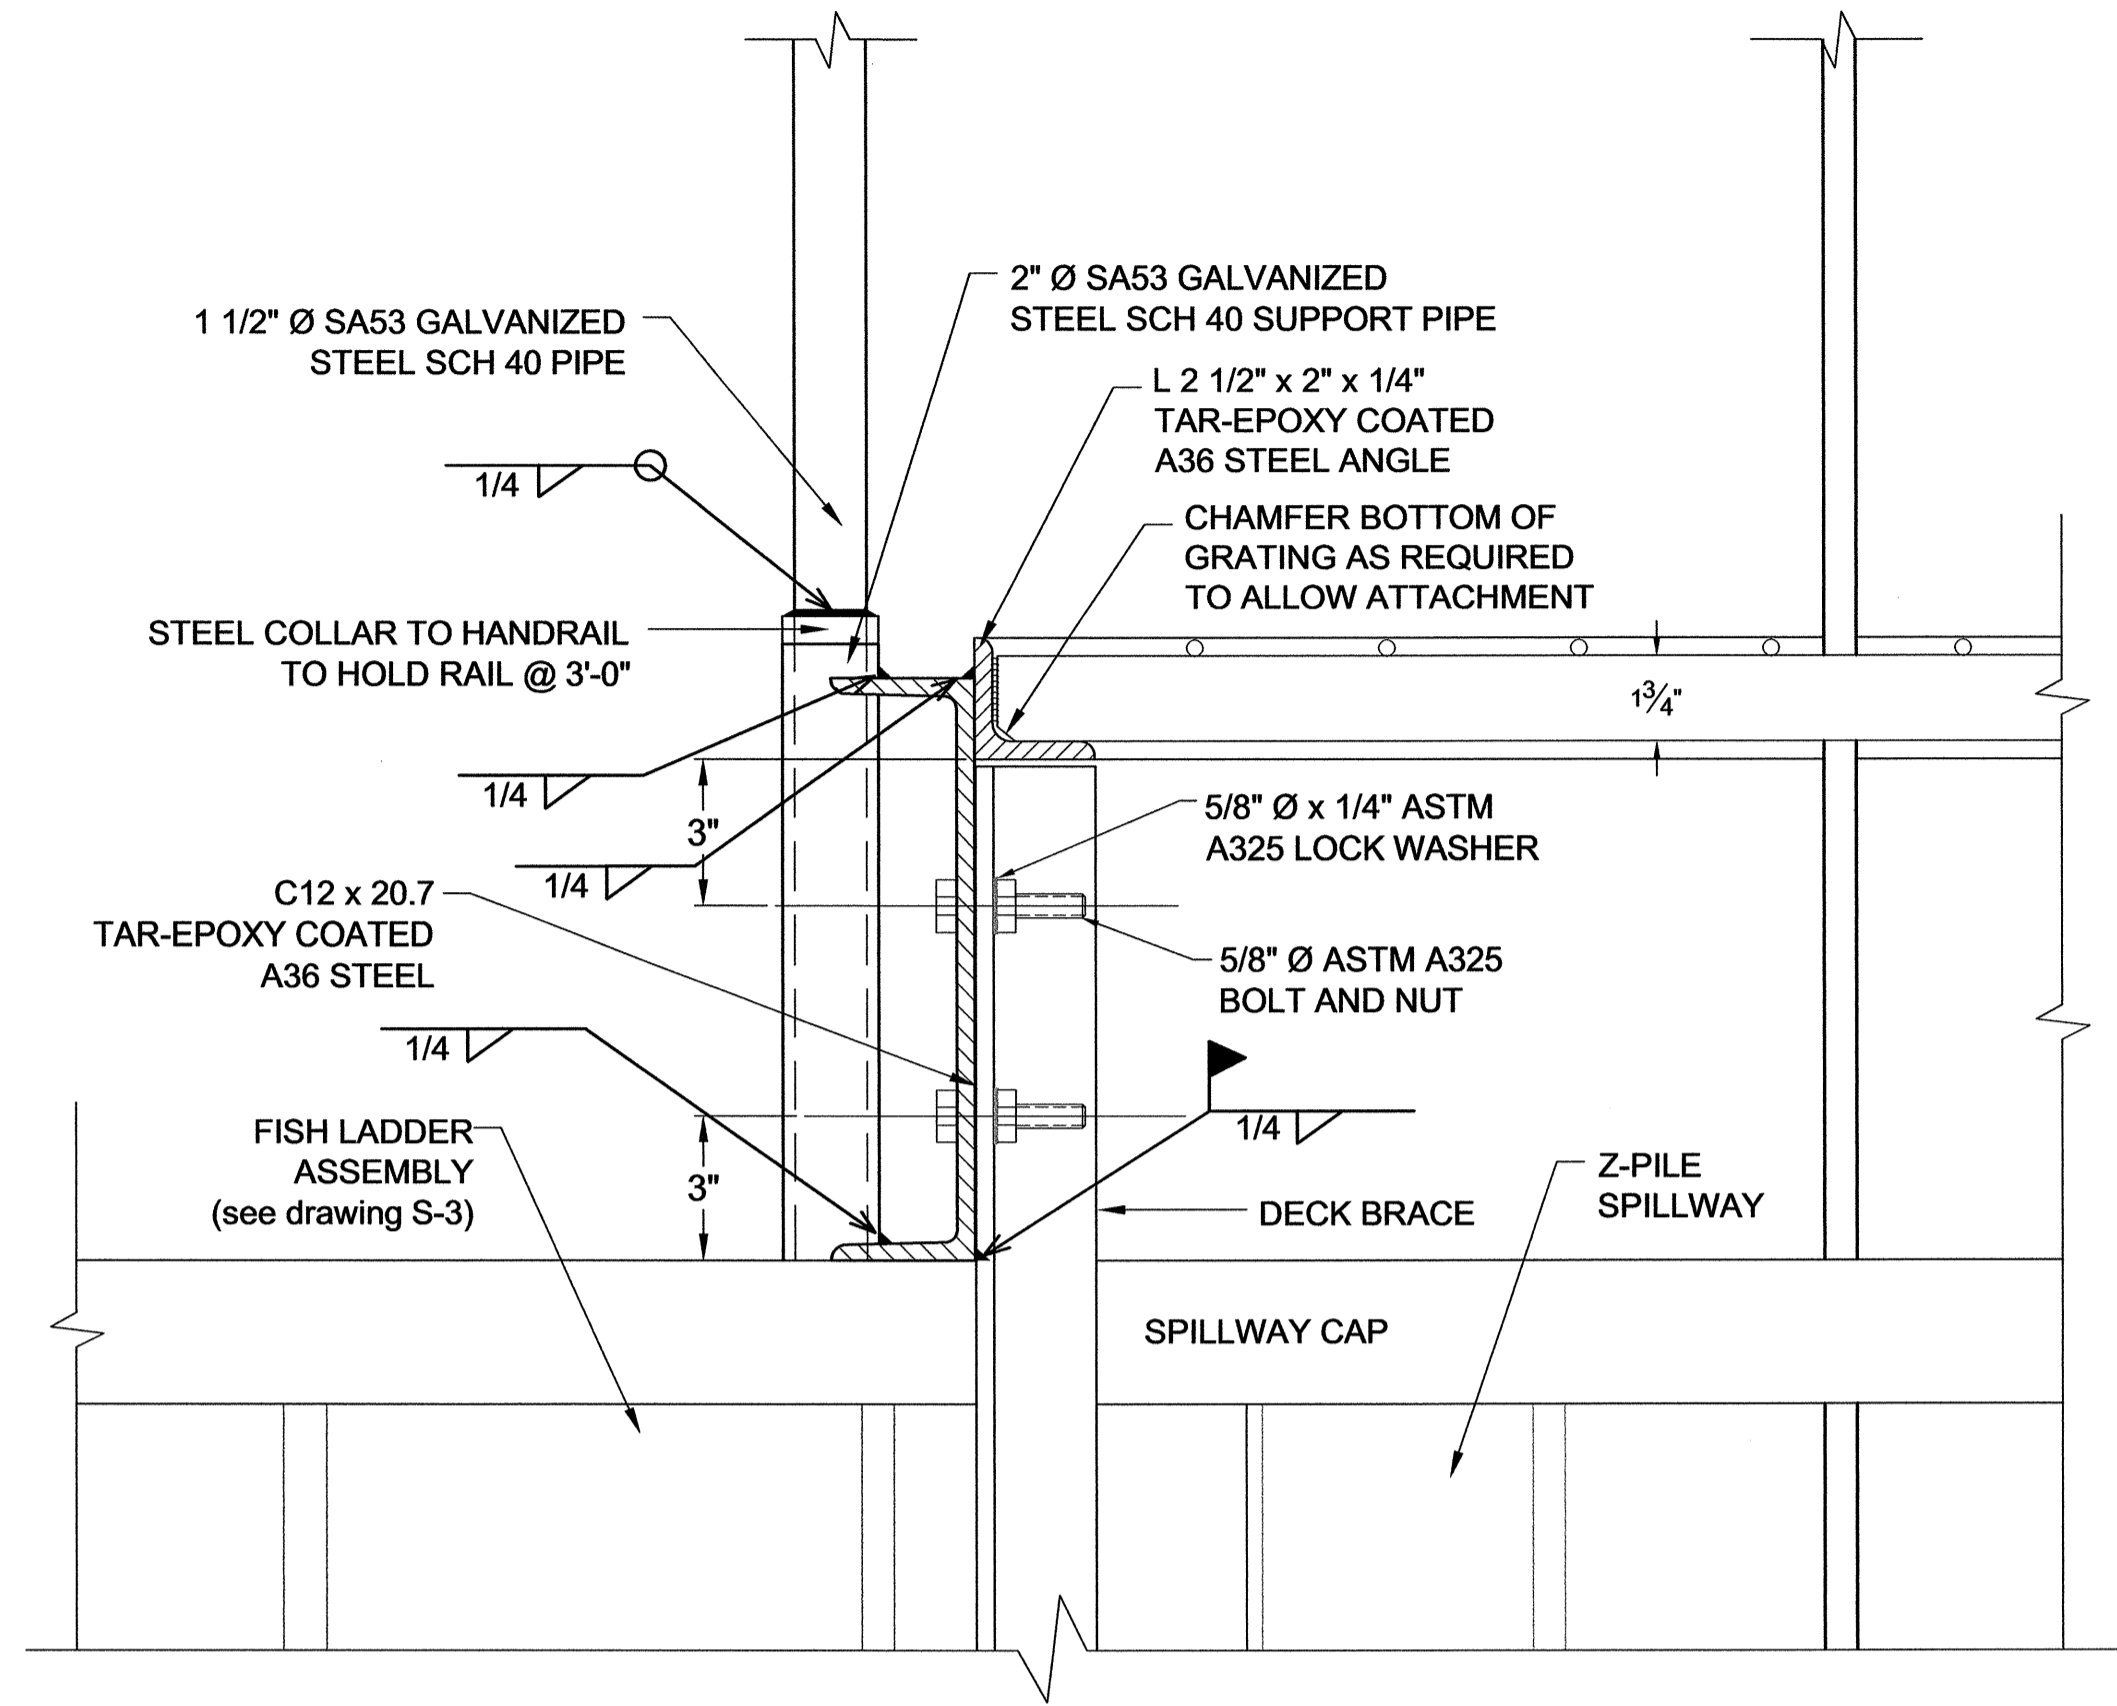 2" Ø SA53 GALVANIZED
STEEL SCH 40 SUPPORT PIPE
1 1/2" Ø SA53 GALVANIZED
STEEL SCH 40 PIPE
L 2 1/2" x 2" x 1/4"
TAR-EPOXY COATED
A36 STEEL ANGLE
1/4
CHAMFER BOTTOM OF
GRATING AS REQUIRED
TO ALLOW ATTACHMENT
STEEL COLLAR TO HANDRAIL
TO HOLD RAIL @ 3'-0"
1 3/4"
1/4
3"
5/8" Ø x 1/4" ASTM
A325 LOCK WASHER
1/4
C12 x 20.7
TAR-EPOXY COATED
A36 STEEL
5/8" Ø ASTM A325
BOLT AND NUT
1/4
1/4
FISH LADDER
ASSEMBLY
(see drawing S-3)
3"
DECK BRACE
Z-PILE
SPILLWAY
SPILLWAY CAP